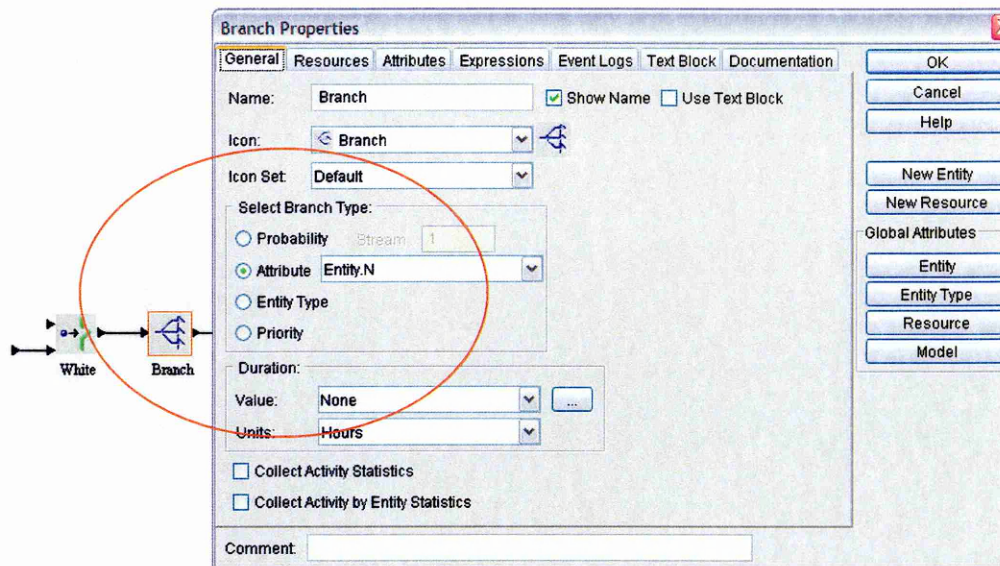 Branch Properties
General Resources Attributes Expressions Event Logs Text Block Documentation
OK
Cancel
Help
New Entity
New Resource
Global Attributes
Entity
Entity Type
Resource
Model
Name: Branch Show Name Use Text Block
Icon: Branch
Icon Set: Default
Select Branch Type:
Probability Stream 1
Attribute Entity.N
Entity Type
Priority
Duration:
Value: None ...
Units: Hours
Collect Activity Statistics
Collect Activity by Entity Statistics
Comment:
White
Branch